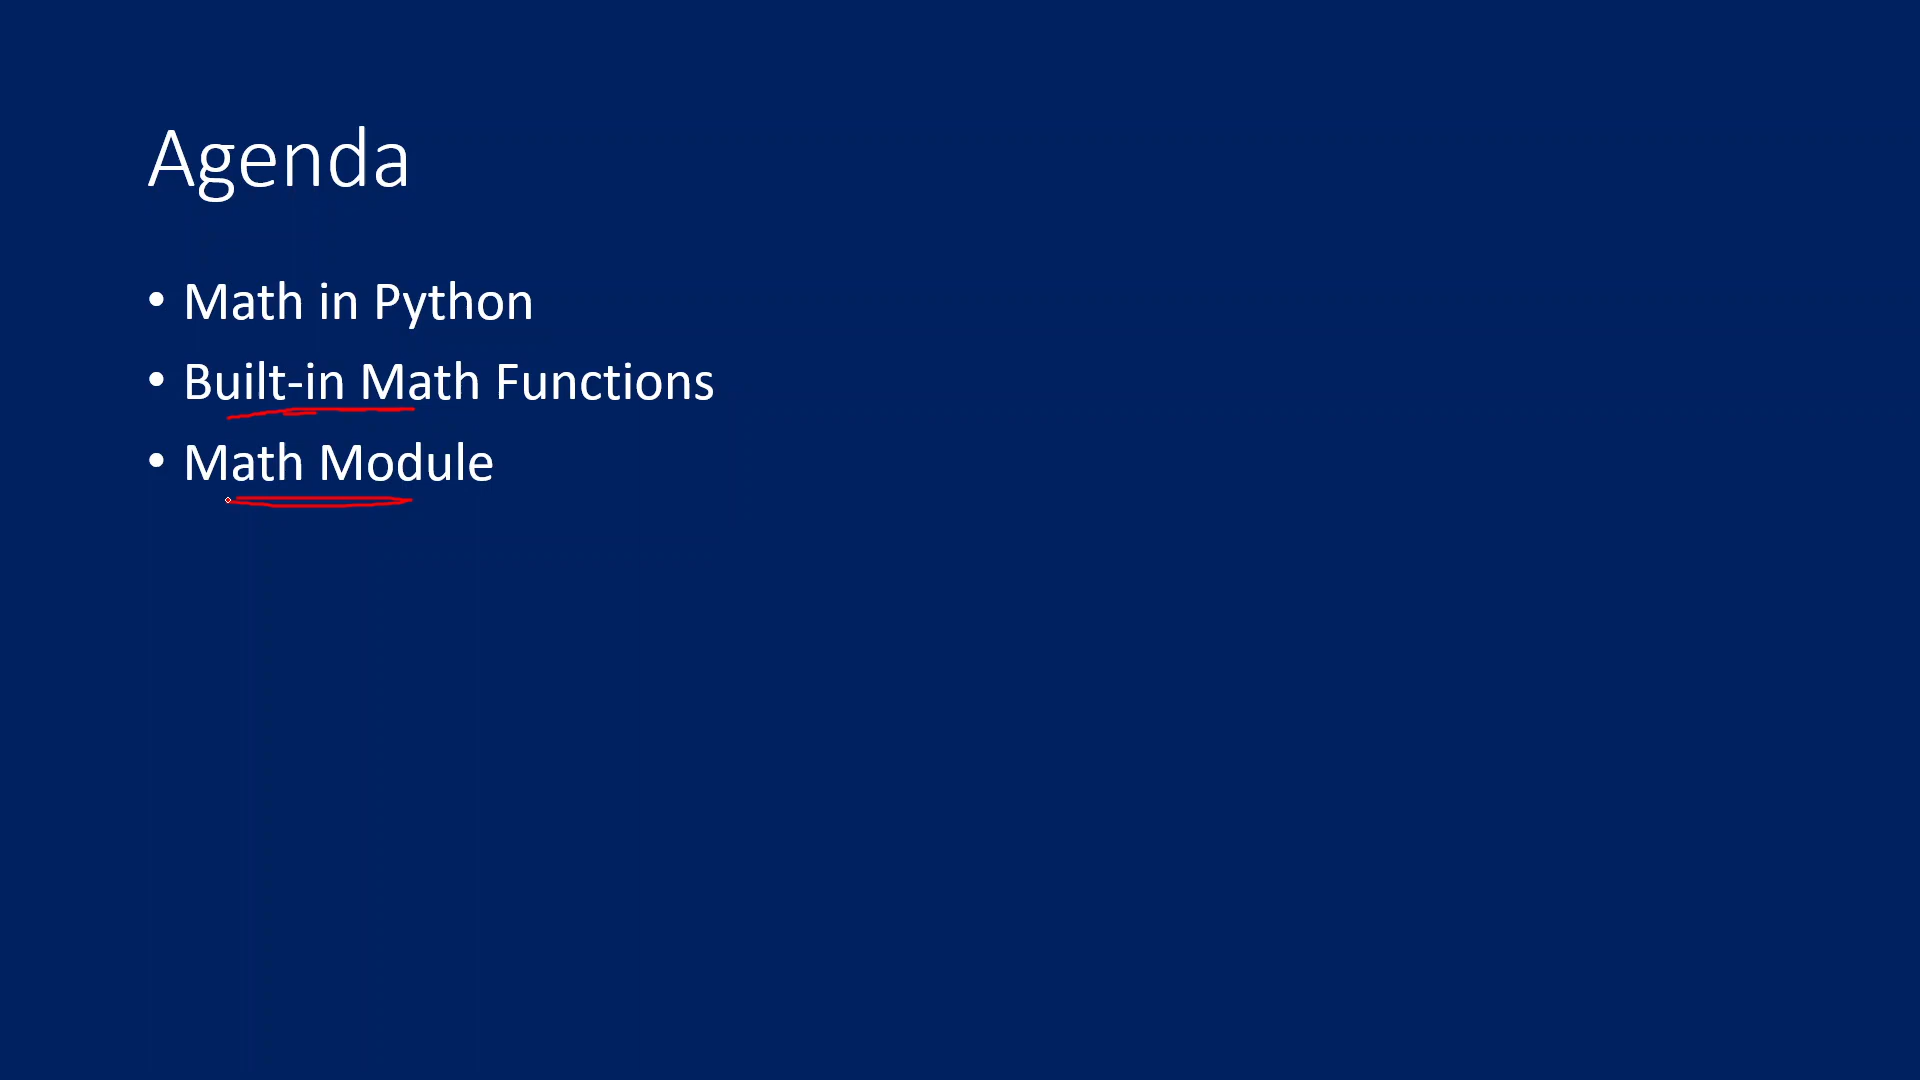 Agenda
• Math in Python
• Built-in Math Functions
• Math Module